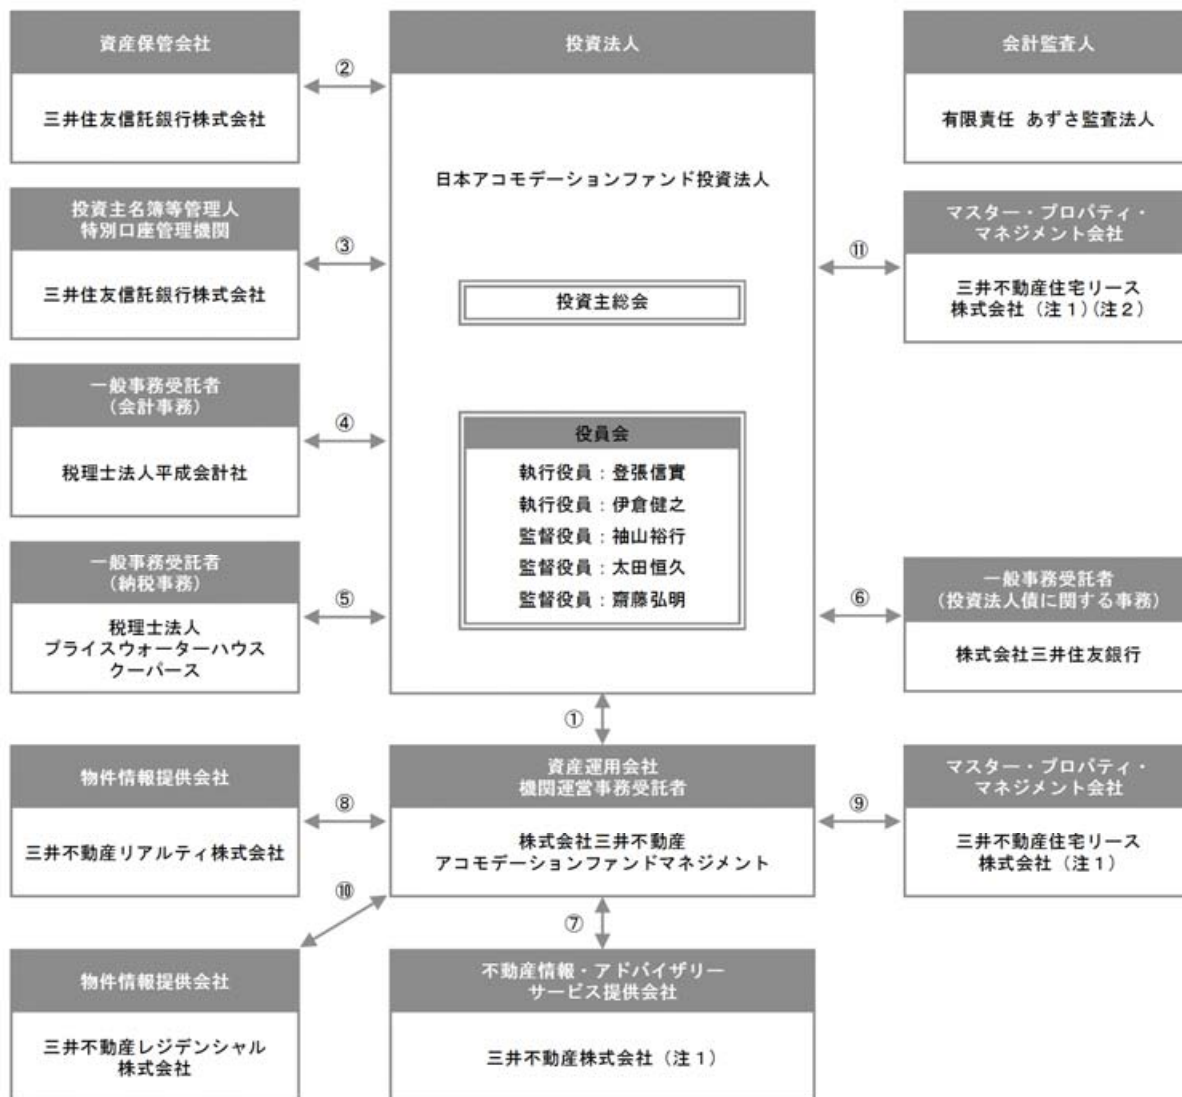 資産保管会社
三井住友信託銀行株式会社
②
投資法人
日本アコモデーションファンド投資法人
投資主総会
役員会
執行役員：登張信實
執行役員：伊倉健之
監督役員：袖山裕行
監督役員：太田恒久
監督役員：齋藤弘明
会計監査人
有限責任 あずさ監査法人
投資主名簿等管理人
特別口座管理機関
三井住友信託銀行株式会社
③
⑪
マスター・プロパティ・
マネジメント会社
三井不動産住宅リース
株式会社（注１）（注２）
一般事務受託者
（会計事務）
税理士法人平成会計社
④
一般事務受託者
（納税事務）
税理士法人
プライスウォーターハウス
クーパース
⑤
⑥
一般事務受託者
（投資法人債に関する事務）
株式会社三井住友銀行
①
物件情報提供会社
三井不動産リアルティ株式会社
⑧
資産運用会社
機関運営事務受託者
株式会社三井不動産
アコモデーションファンドマネジメント
⑨
マスター・プロパティ・
マネジメント会社
三井不動産住宅リース
株式会社（注１）
⑩
⑦
物件情報提供会社
三井不動産レジデンシャル
株式会社
不動産情報・アドバイザリー
サービス提供会社
三井不動産株式会社（注１）